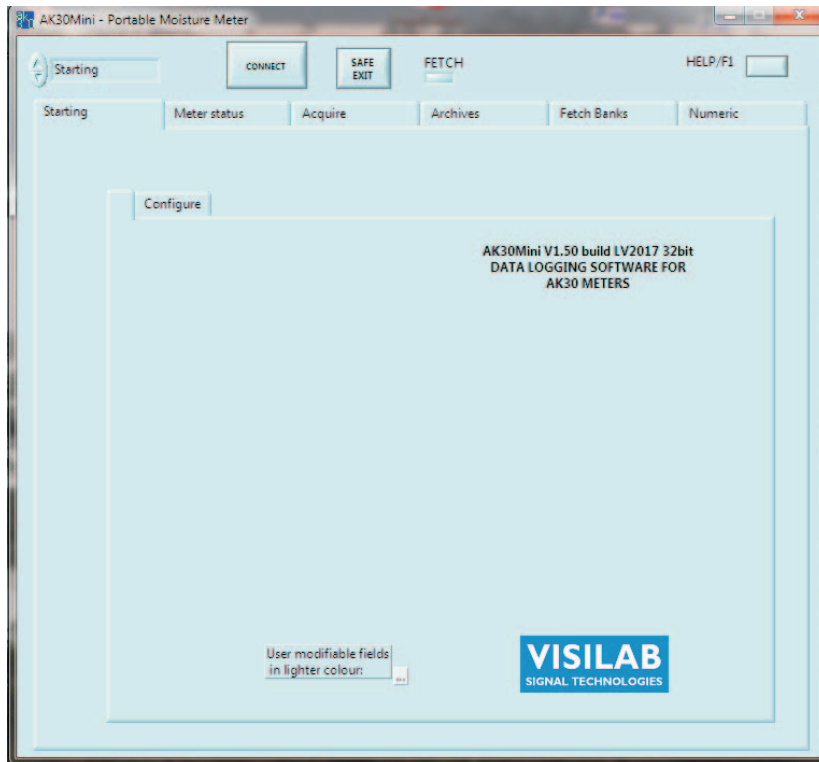 AK30Mini - Portable Moisture Meter
Starting
CONNECT
SAFE
EXIT
FETCH
HELP/F1
Starting
Meter status
Acquire
Archives
Fetch Banks
Numeric
Configure
AK30Mini V1.50 build LV2017 32bit
DATA LOGGING SOFTWARE FOR
AK30 METERS
User modifiable fields
in lighter colour:
...
VISILAB
SIGNAL TECHNOLOGIES